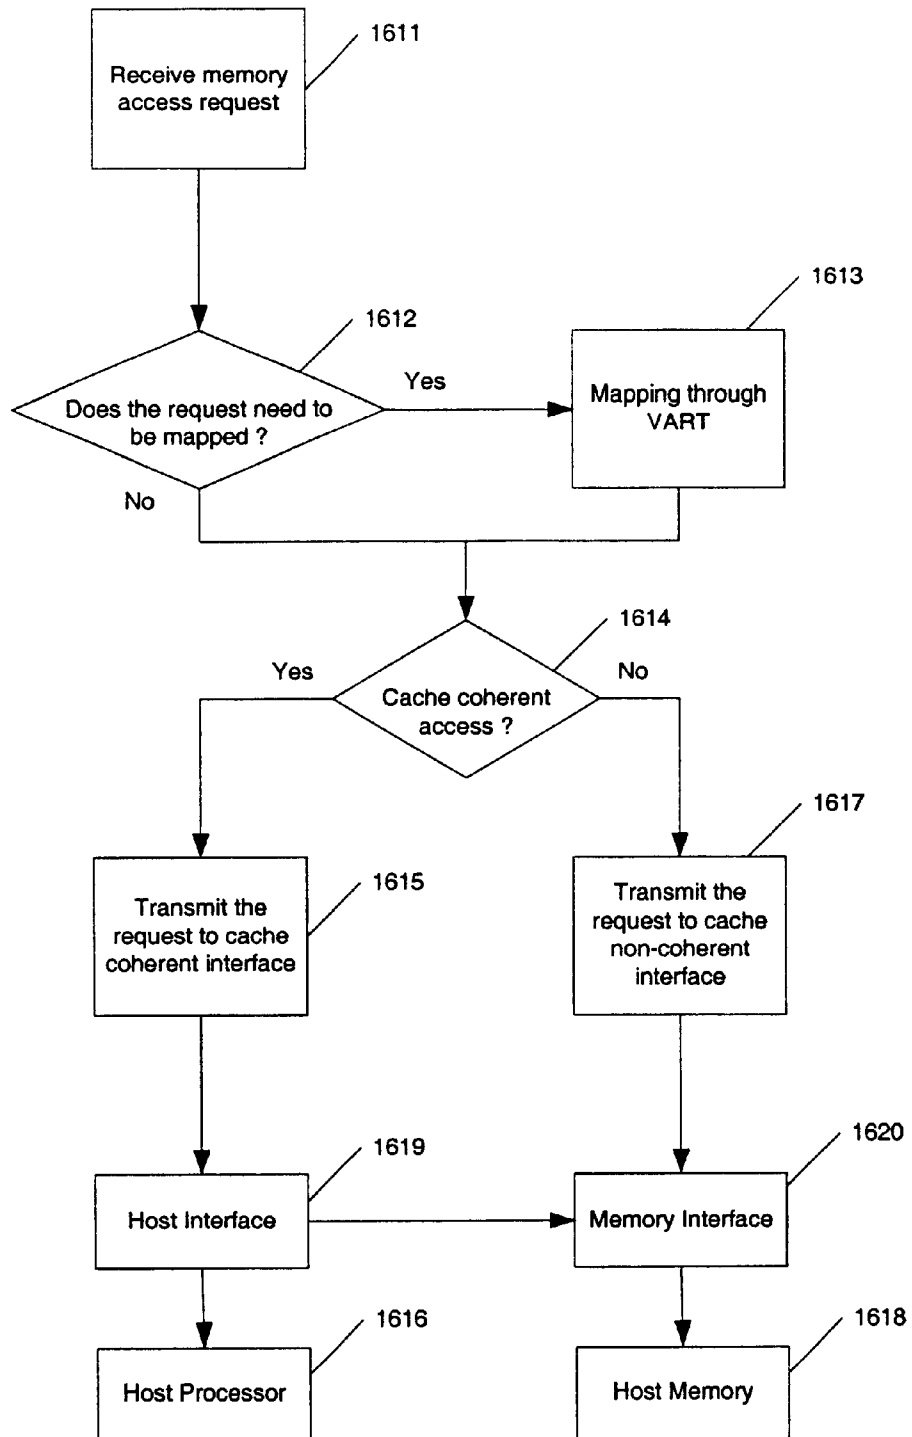 1611
Receive memory
access request
1613
1612
Yes
Mapping through
VART
Does the request need to
be mapped ?
No
1614
Yes
No
Cache coherent
access ?
1617
1615
Transmit the
request to cache
coherent interface
Transmit the
request to cache
non-coherent
interface
1619
1620
Host Interface
Memory Interface
1616
1618
Host Processor
Host Memory